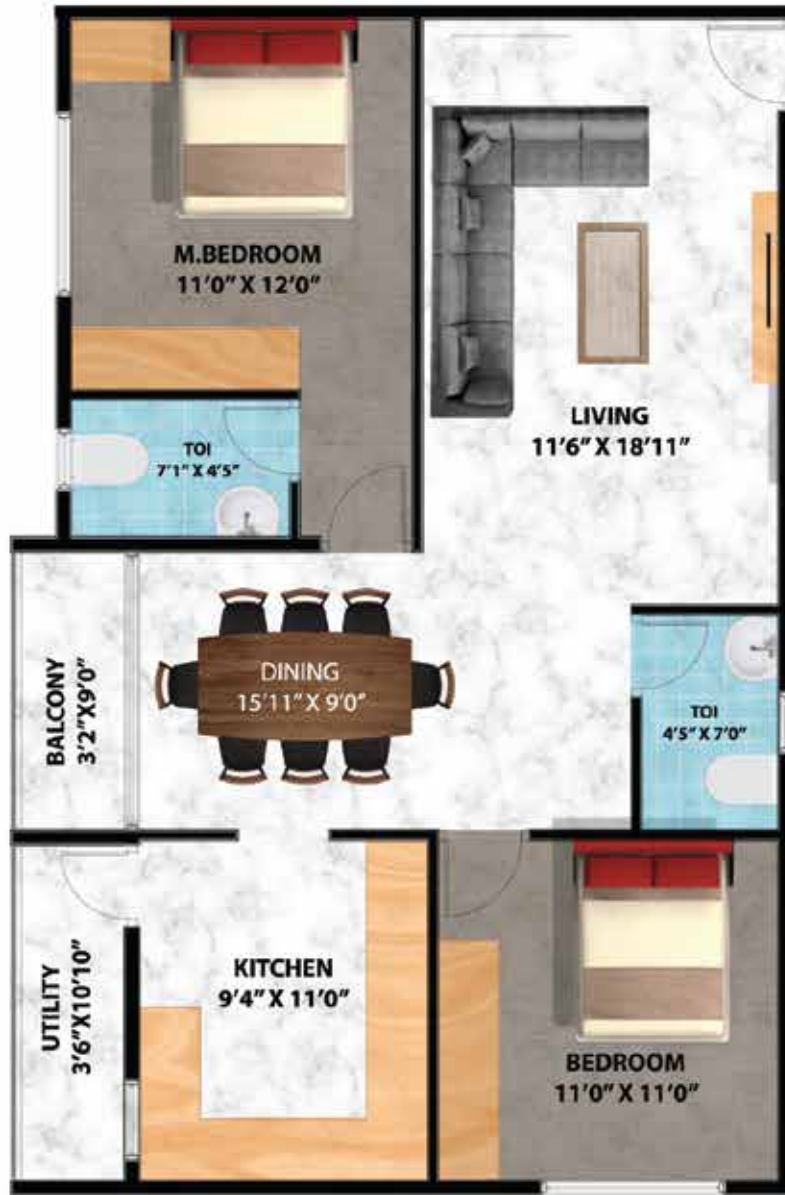 M.BEDROOM
11'0" X 12'0"
LIVING
11'6" X 18'11"
TOI
7'1" X 4'5"
DINING
15'11" X 9'0"
BALCONY
3'2"X9'0"
TOI
4'5" X 7'0"
KITCHEN
9'4" X 11'0"
UTILITY
3'6"X10'10"
BEDROOM
11'0" X 11'0"